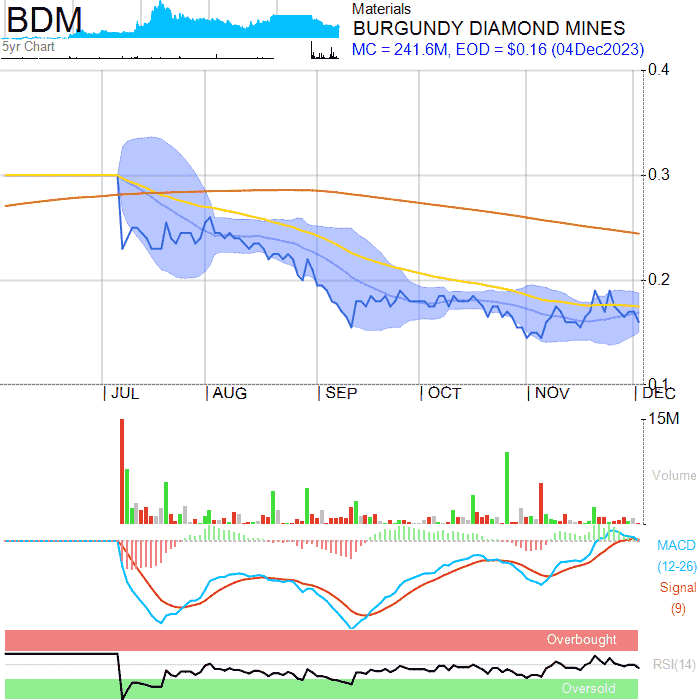 BDM
5yr Chart
Materials
BURGUNDY DIAMOND MINES
MC = 241.6M, EOD = $0.16 (04Dec2023)
0.4
0.3
0.2
0.1
JUL AUG SEP OCT NOV DEC
15M
Volume
MACD
(12-26)
Signal
(9)
Overbought
RSI(14)
Oversold